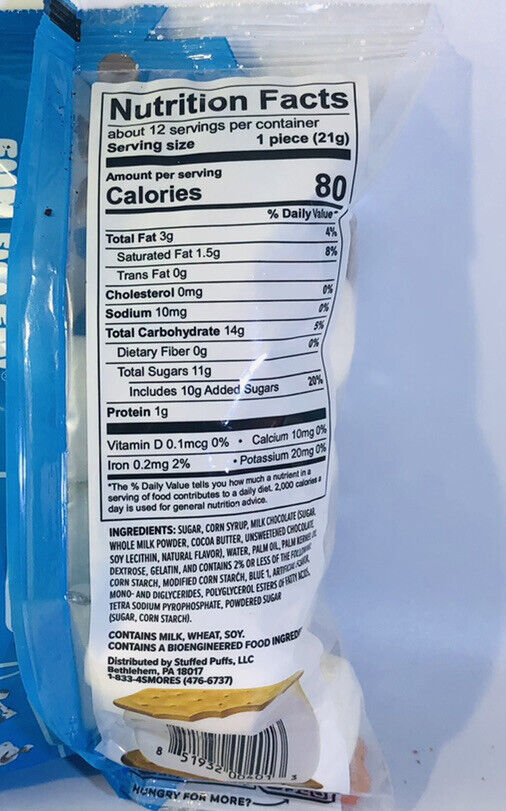 Nutrition Facts
about 12 servings per container
Serving size 1 piece (21g)
Amount per serving
Calories 80
% Daily Value*
Total Fat 3g 4%
Saturated Fat 1.5g 8%
Trans Fat 0g
Cholesterol 0mg 0%
Sodium 10mg 0%
Total Carbohydrate 14g 5%
Dietary Fiber 0g 0%
Total Sugars 11g
Includes 10g Added Sugars 20%
Protein 1g
Vitamin D 0.1mcg 0% • Calcium 10mg 0%
Iron 0.2mg 2% • Potassium 20mg 0%
*The % Daily Value tells you how much a nutrient in a
serving of food contributes to a daily diet. 2,000 calories a
day is used for general nutrition advice.
INGREDIENTS: SUGAR, CORN SYRUP, MILK CHOCOLATE (SUGAR,
WHOLE MILK POWDER, COCOA BUTTER, UNSWEETENED CHOCOLATE,
SOY LECITHIN, NATURAL FLAVOR), WATER, PALM OIL, PALM KERNEL OIL,
DEXTROSE, GELATIN, AND CONTAINS 2% OR LESS OF THE
CORN STARCH, MODIFIED CORN STARCH, BLUE 1, ARTIFICIAL FLAVOR,
MONO- AND DIGLYCERIDES, POLYGLYCEROL ESTERS OF FATTY ACIDS,
TETRA SODIUM PYROPHOSPHATE, POWDERED SUGAR
(SUGAR, CORN STARCH).
CONTAINS MILK, WHEAT, SOY.
CONTAINS A BIOENGINEERED FOOD
Distributed by Stuffed Puffs, LLC
Bethlehem, PA 18017
1-833-4SMORES (476-6737)
8 51932 00201 3
HUNGRY FOR MORE?